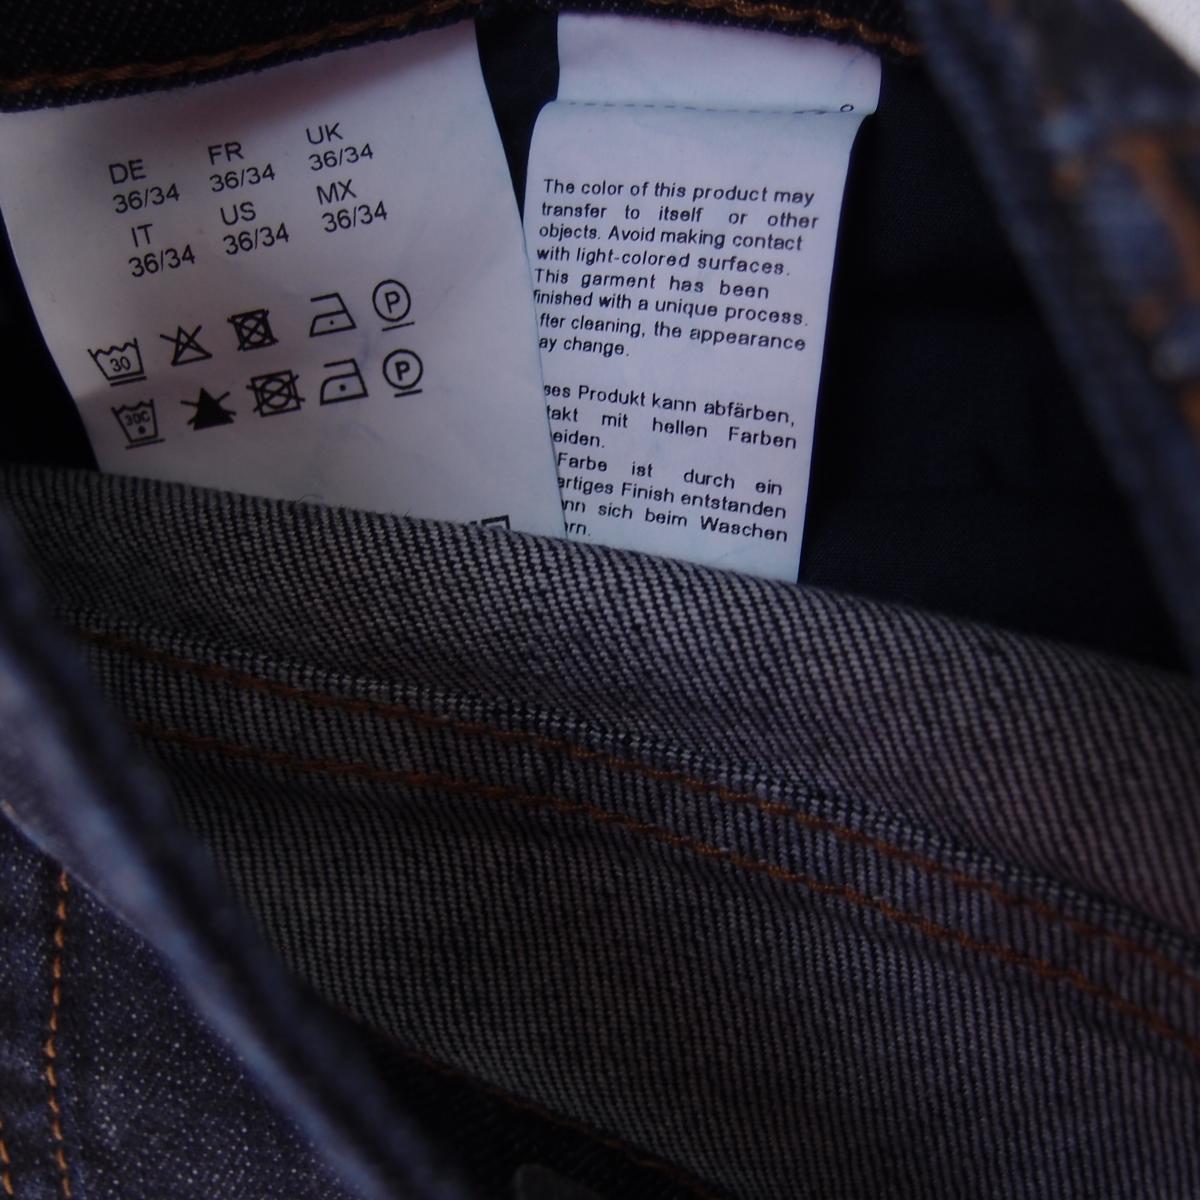 DE FR UK
36/34 36/34 36/34
IT US MX
36/34 36/34 36/34
30 P
30C P
The color of this product may
transfer to itself or other
objects. Avoid making contact
with light-colored surfaces.
This garment has been
finished with a unique process.
fter cleaning, the appearance
ay change.
ses Produkt kann abfärben,
takt mit hellen Farben
eiden.
Farbe ist durch ein
artiges Finish entstanden
nn sich beim Waschen
rn.